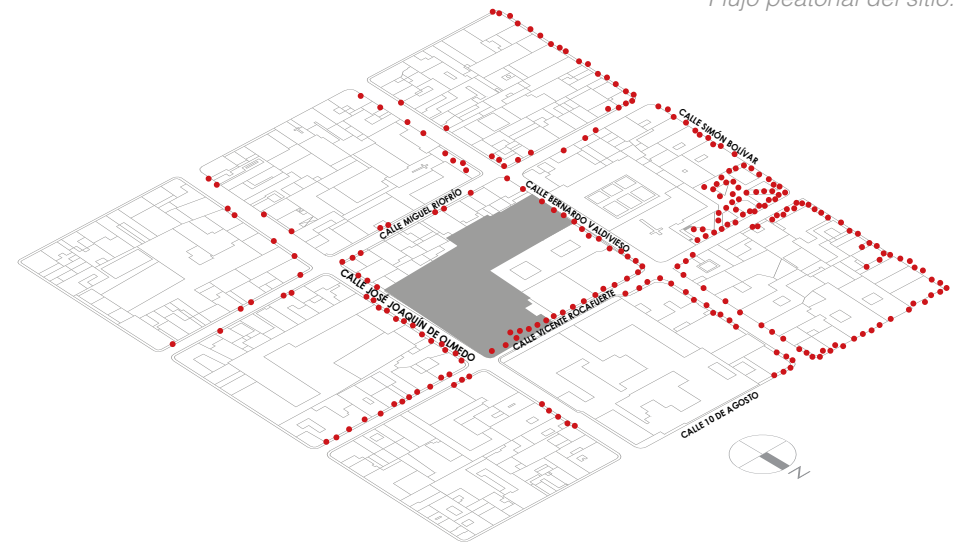 Flujo peatonal del sitio.
CALLE SIMÓN BOLÍVAR
CALLE BERNARDO VALDIVIESO
CALLE MIGUEL RIOFRÍO
CALLE JOSÉ JOAQUÍN DE OLMEDO
CALLE VICENTE ROCAFUERTE
CALLE 10 DE AGOSTO
N